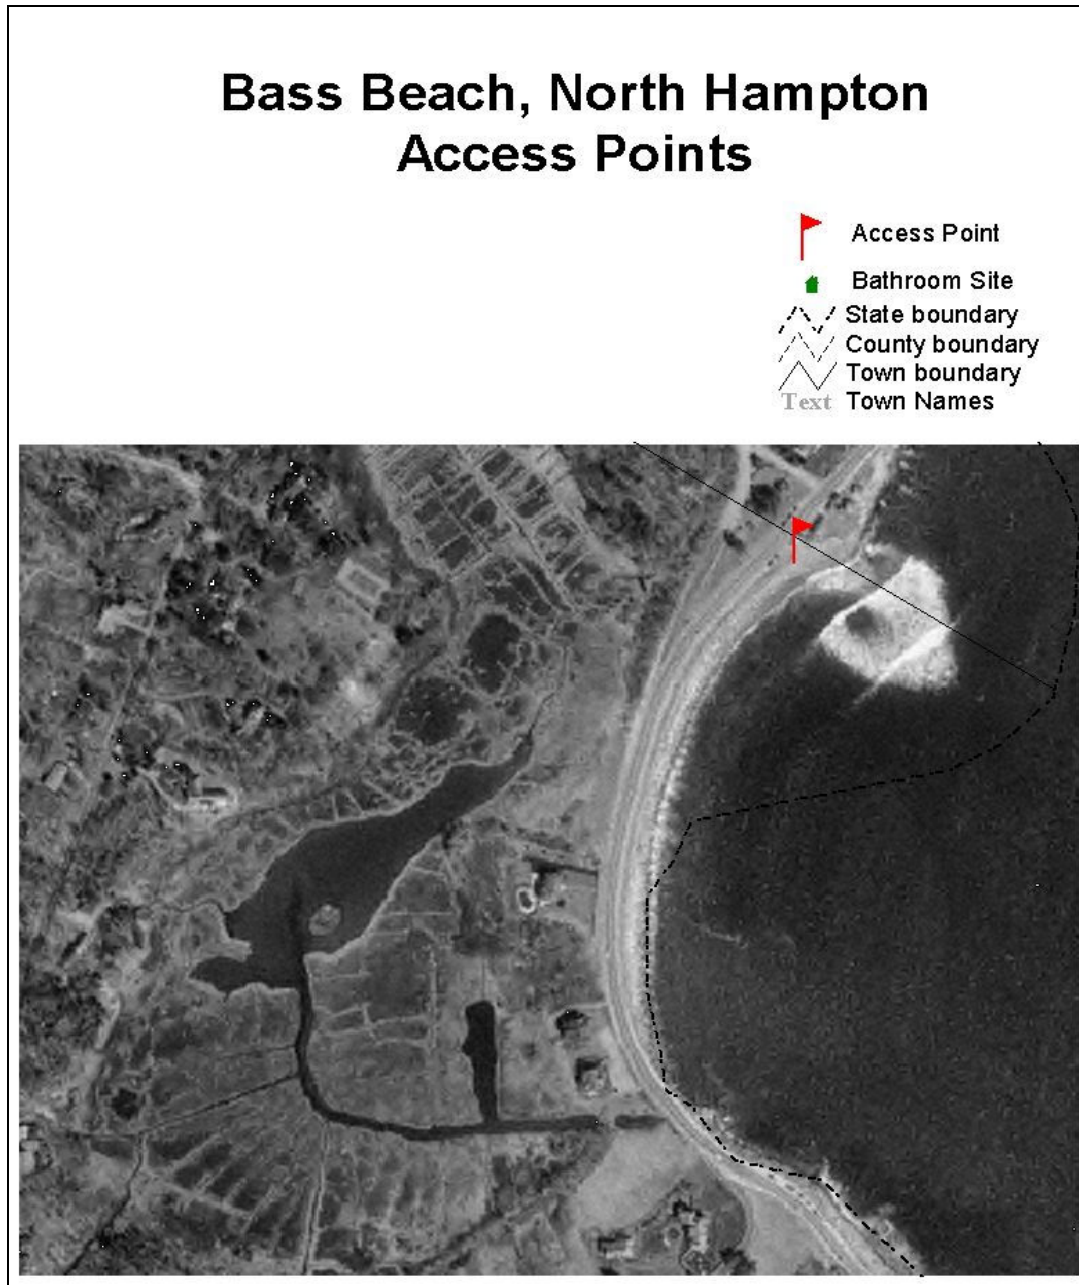 Bass Beach, North Hampton
Access Points
Access Point
Bathroom Site
State boundary
County boundary
Town boundary
Text Town Names